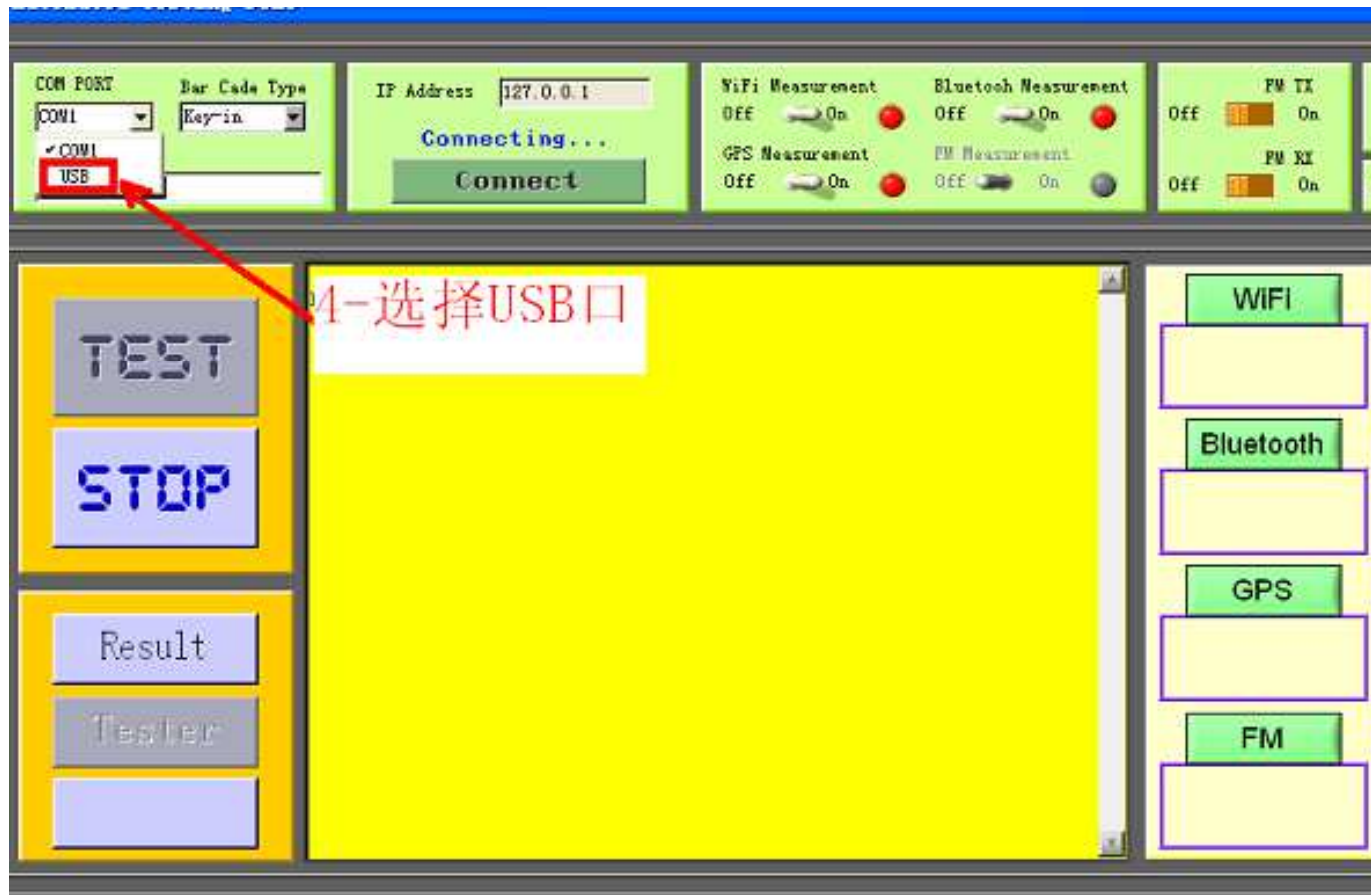 COM PORT
Bar Code Type
COM1
Key-in
✓COM1
USB
IP Address
127.0.0.1
Connecting...
Connect
WiFi Measurement
Off
On
Bluetooh Measurement
Off
On
GPS Measurement
Off
On
FM Measurement
Off
On
FM TX
Off
On
FM RX
Off
On
4-选择USB口
TEST
STOP
Result
Tester
WiFI
Bluetooth
GPS
FM